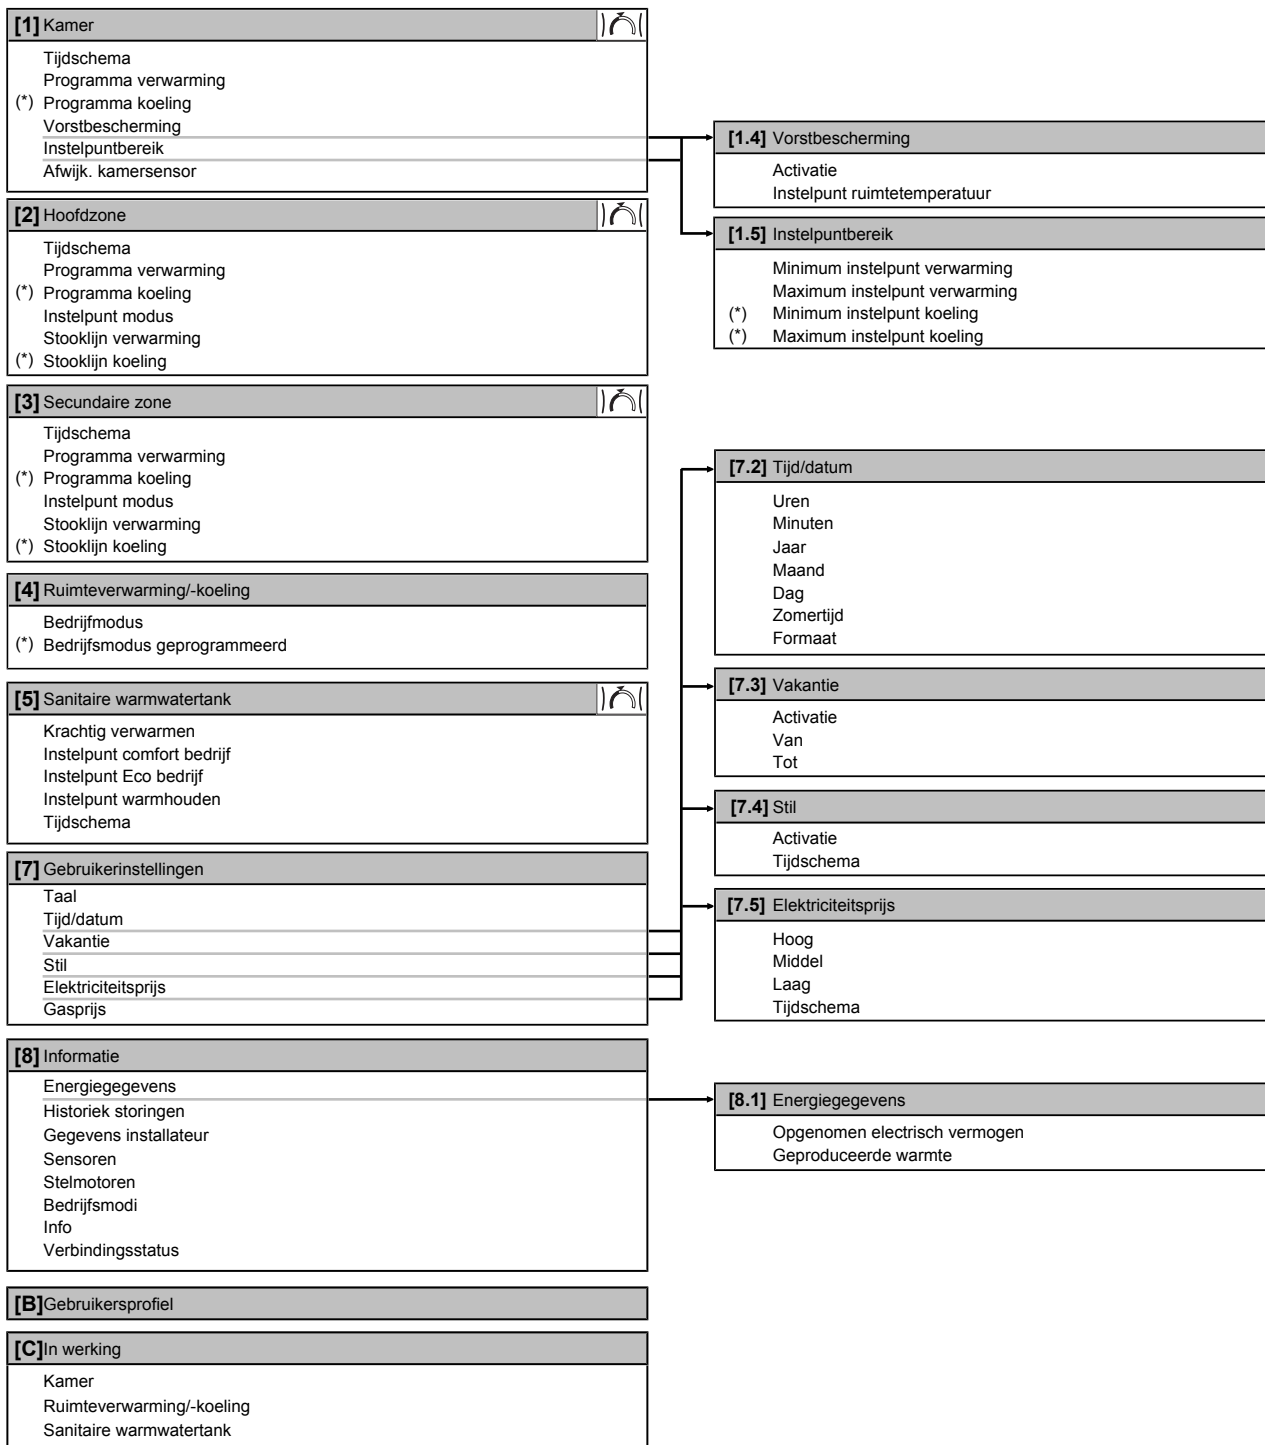 [1] Kamer
Tijdschema
Programma verwarming
(*) Programma koeling
Vorstbescherming
Instelpuntbereik
Afwijk. kamersensor
[1.4] Vorstbescherming
Activatie
Instelpunt ruimtetemperatuur
[1.5] Instelpuntbereik
Minimum instelpunt verwarming
Maximum instelpunt verwarming
(*) Minimum instelpunt koeling
(*) Maximum instelpunt koeling
[2] Hoofdzone
Tijdschema
Programma verwarming
(*) Programma koeling
Instelpunt modus
Stooklijn verwarming
(*) Stooklijn koeling
[3] Secundaire zone
Tijdschema
Programma verwarming
(*) Programma koeling
Instelpunt modus
Stooklijn verwarming
(*) Stooklijn koeling
[4] Ruimteverwarming/-koeling
Bedrijfmodus
(*) Bedrijfsmodus geprogrammeerd
[5] Sanitaire warmwatertank
Krachtig verwarmen
Instelpunt comfort bedrijf
Instelpunt Eco bedrijf
Instelpunt warmhouden
Tijdschema
[7] Gebruikerinstellingen
Taal
Tijd/datum
Vakantie
Stil
Elektriciteitsprijs
Gasprijs
[7.2] Tijd/datum
Uren
Minuten
Jaar
Maand
Dag
Zomertijd
Formaat
[7.3] Vakantie
Activatie
Van
Tot
[7.4] Stil
Activatie
Tijdschema
[7.5] Elektriciteitsprijs
Hoog
Middel
Laag
Tijdschema
[8] Informatie
Energiegegevens
Historiek storingen
Gegevens installateur
Sensoren
Stelmotoren
Bedrijfsmodi
Info
Verbindingsstatus
[8.1] Energiegegevens
Opgenomen electrisch vermogen
Geproduceerde warmte
[B] Gebruikersprofiel
[C] In werking
Kamer
Ruimteverwarming/-koeling
Sanitaire warmwatertank